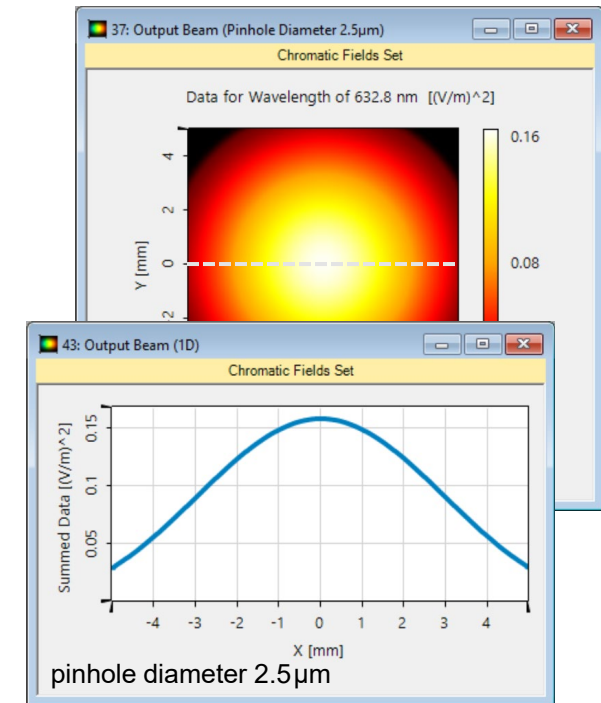 37: Output Beam (Pinhole Diameter 2.5µm)
Chromatic Fields Set
Data for Wavelength of 632.8 nm [(V/m)^2]
0.16
4
2
Y [mm]
0
0.08
-2
43: Output Beam (1D)
Chromatic Fields Set
Summed Data [(V/m)^2]
0.15
0.1
0.05
-4 -3 -2 -1 0 1 2 3 4
X [mm]
pinhole diameter 2.5µm